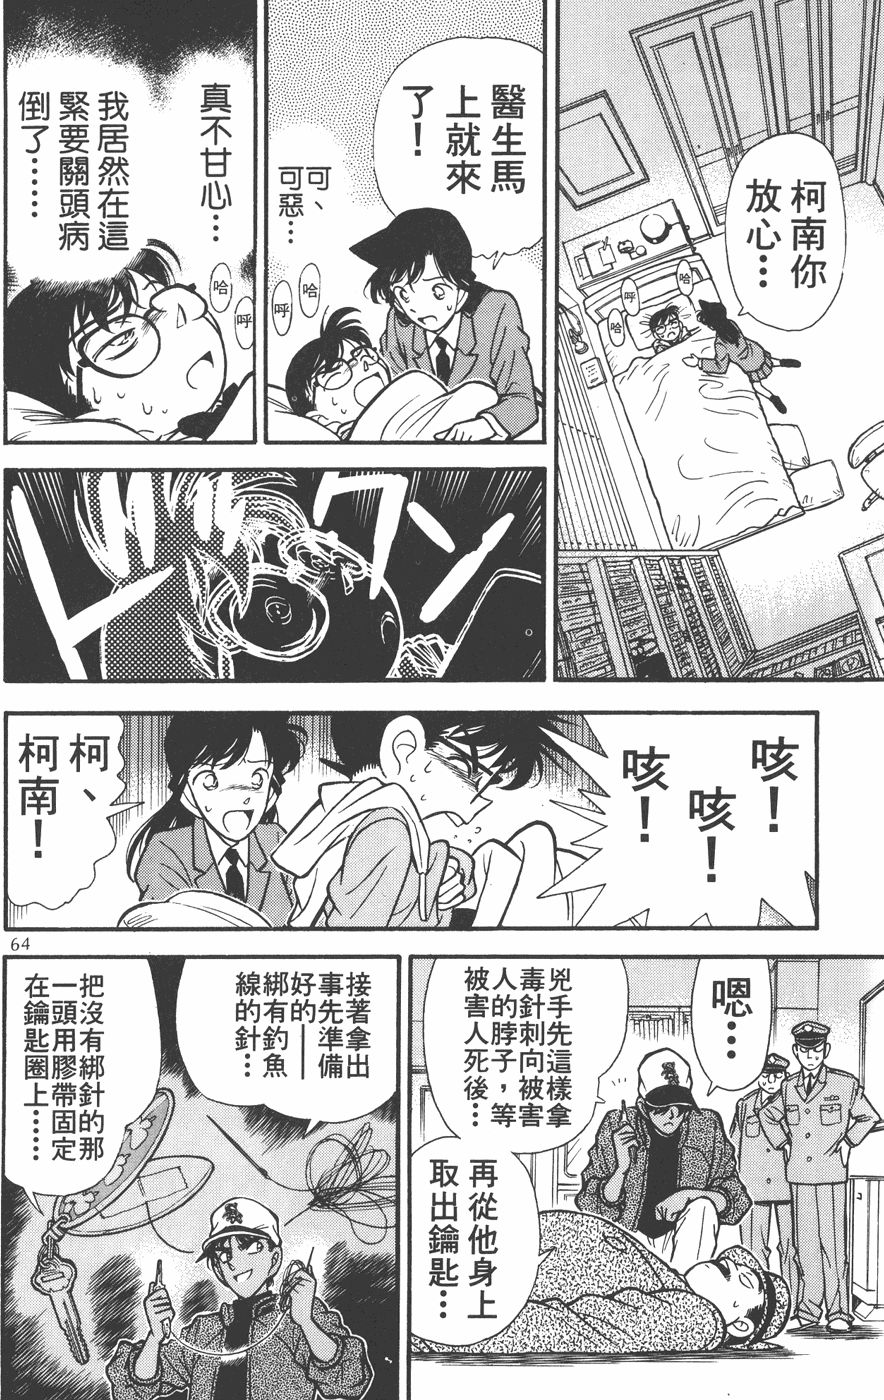 柯南你
放心…
哈
呼
哈
醫生馬
上就來
了！
可、
可惡…
哈
呼
真不甘心…
我居然在這
緊要關頭病
倒了……
哈
呼
ドクン
咳！
咳！
咳！
柯、
柯南！
64
嗯…
兇手先這樣拿
毒針刺向被害
人的脖子，等
被害人死後…
再從他身上
取出鑰匙…
接著拿出
事先準備
好的——
綁有釣魚
線的針…
把沒有綁針的那
一頭用膠帶固定
在鑰匙圈上……